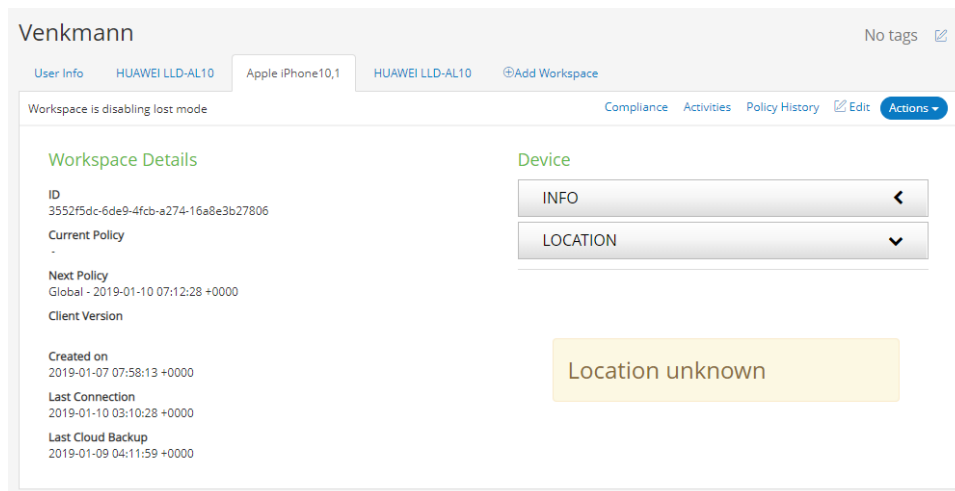 Venkmann
No tags
User Info HUAWEI LLD-AL10 Apple iPhone10,1 HUAWEI LLD-AL10 Add Workspace
Workspace is disabling lost mode
Compliance Activities Policy History Edit Actions
Workspace Details
ID
3552f5dc-6de9-4fcb-a274-16a8e3b27806
Current Policy
-
Next Policy
Global - 2019-01-10 07:12:28 +0000
Client Version
Created on
2019-01-07 07:58:13 +0000
Last Connection
2019-01-10 03:10:28 +0000
Last Cloud Backup
2019-01-09 04:11:59 +0000
Device
INFO
LOCATION
Location unknown